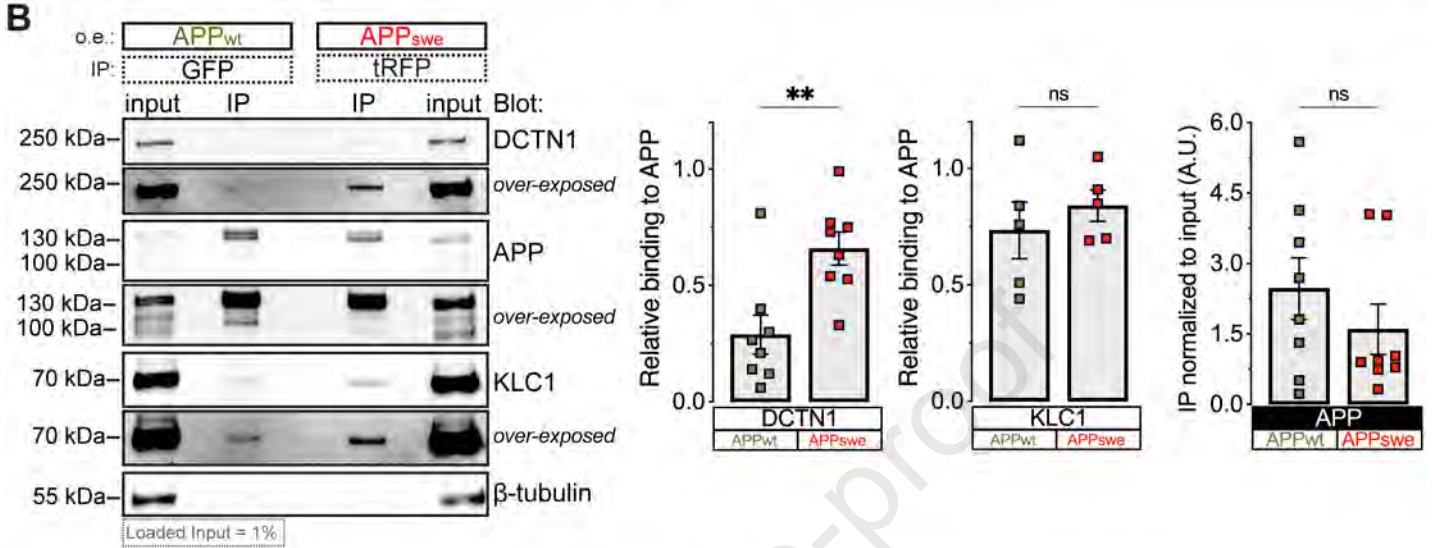 B
o.e.: APPwt APPswe
IP: GFP tRFP
input IP IP input Blot:
250 kDa– DCTN1
250 kDa– over-exposed
130 kDa– APP
100 kDa–
130 kDa– over-exposed
100 kDa–
70 kDa– KLC1
70 kDa– over-exposed
55 kDa– β-tubulin
Loaded Input = 1%
**
Relative binding to APP
1.0
0.5
0.0
DCTN1
APPwt APPswe
ns
Relative binding to APP
1.0
0.5
0.0
KLC1
APPwt APPswe
ns
IP normalized to input (A.U.)
6.0
4.5
3.0
1.5
0.0
APP
APPwt APPswe
-proof